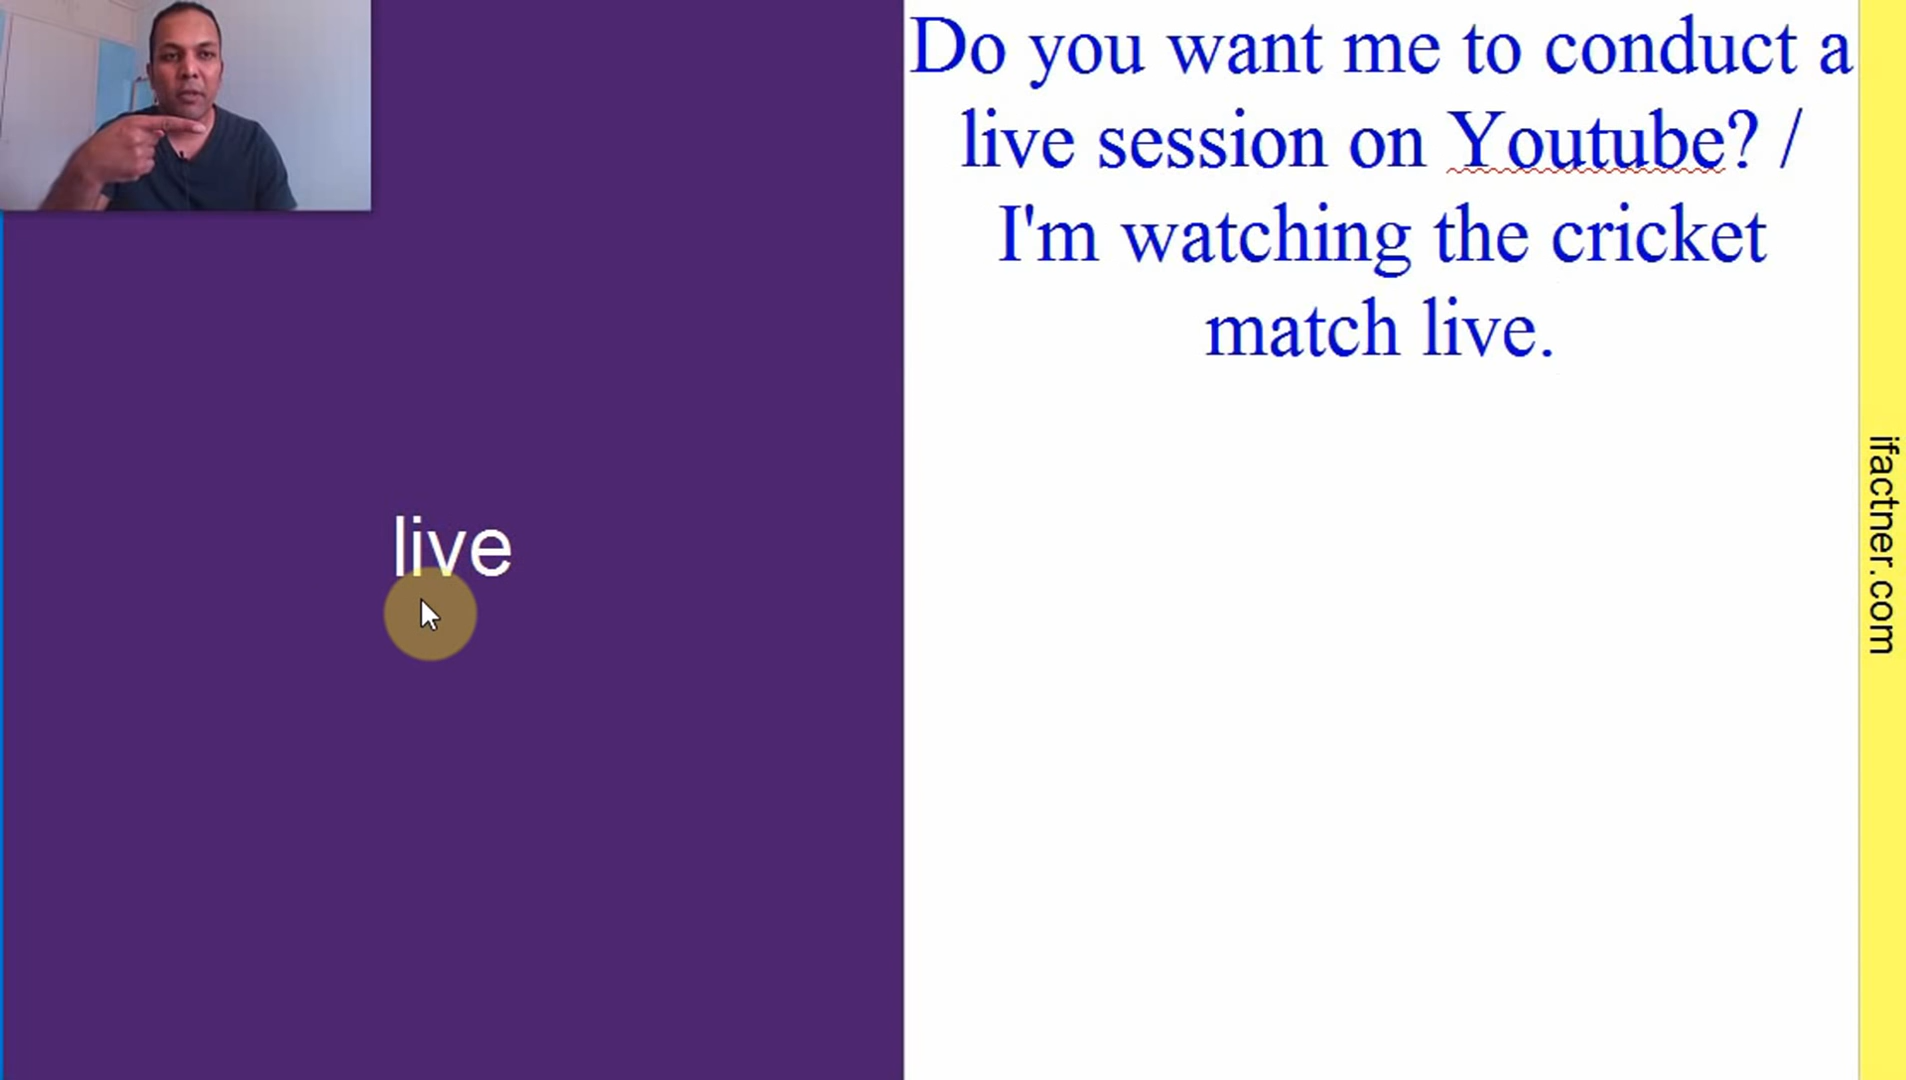 Do you want me to conduct a
live session on Youtube? /
I'm watching the cricket
match live.
live
ifactner.com